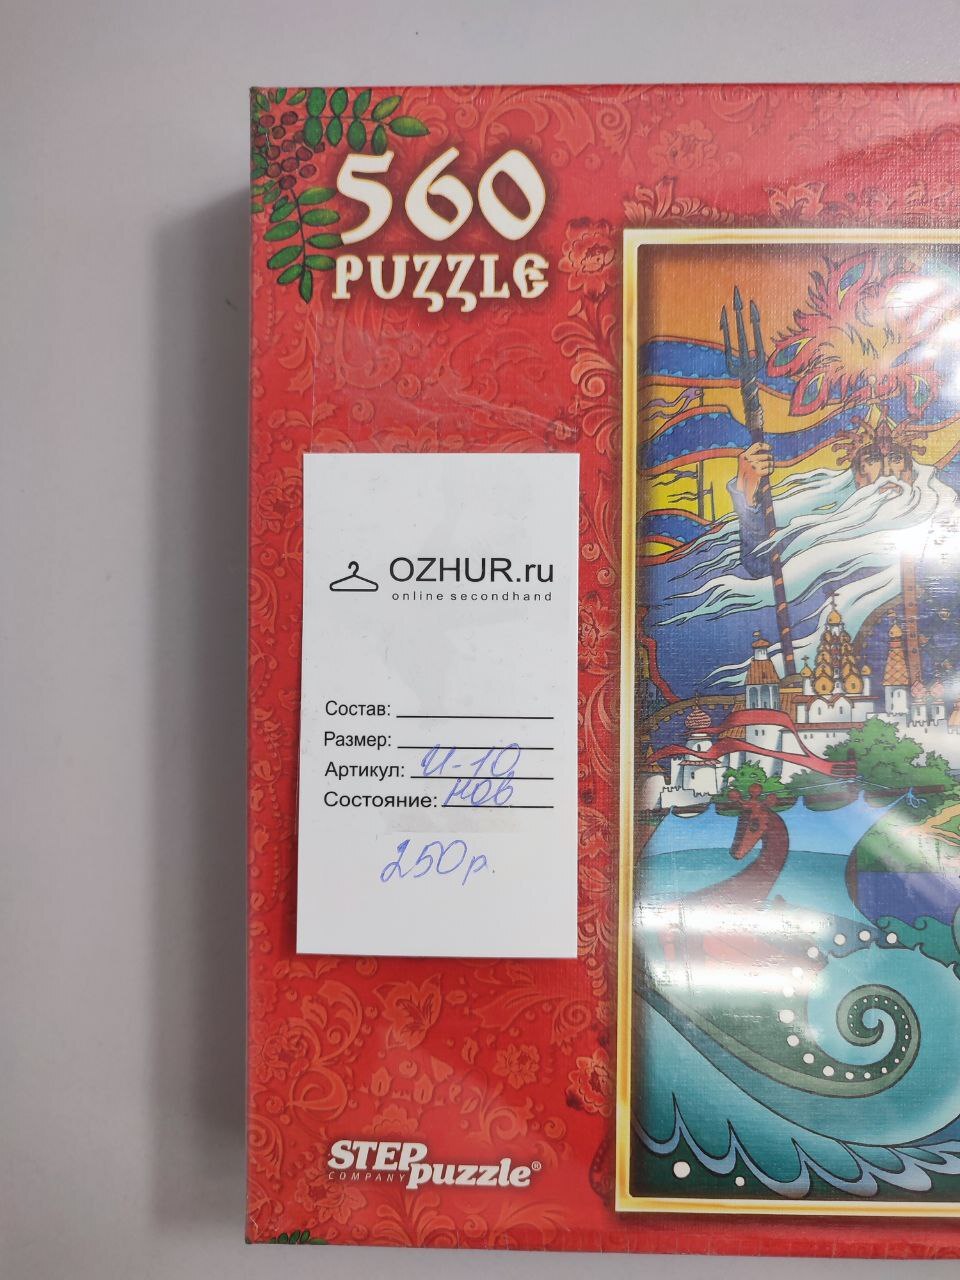 560
PUZZLE
OZHUR.ru
online secondhand
Состав:
Размер:
Артикул: И-10
Состояние: нов
250р.
STEP puzzle®
COMPANY